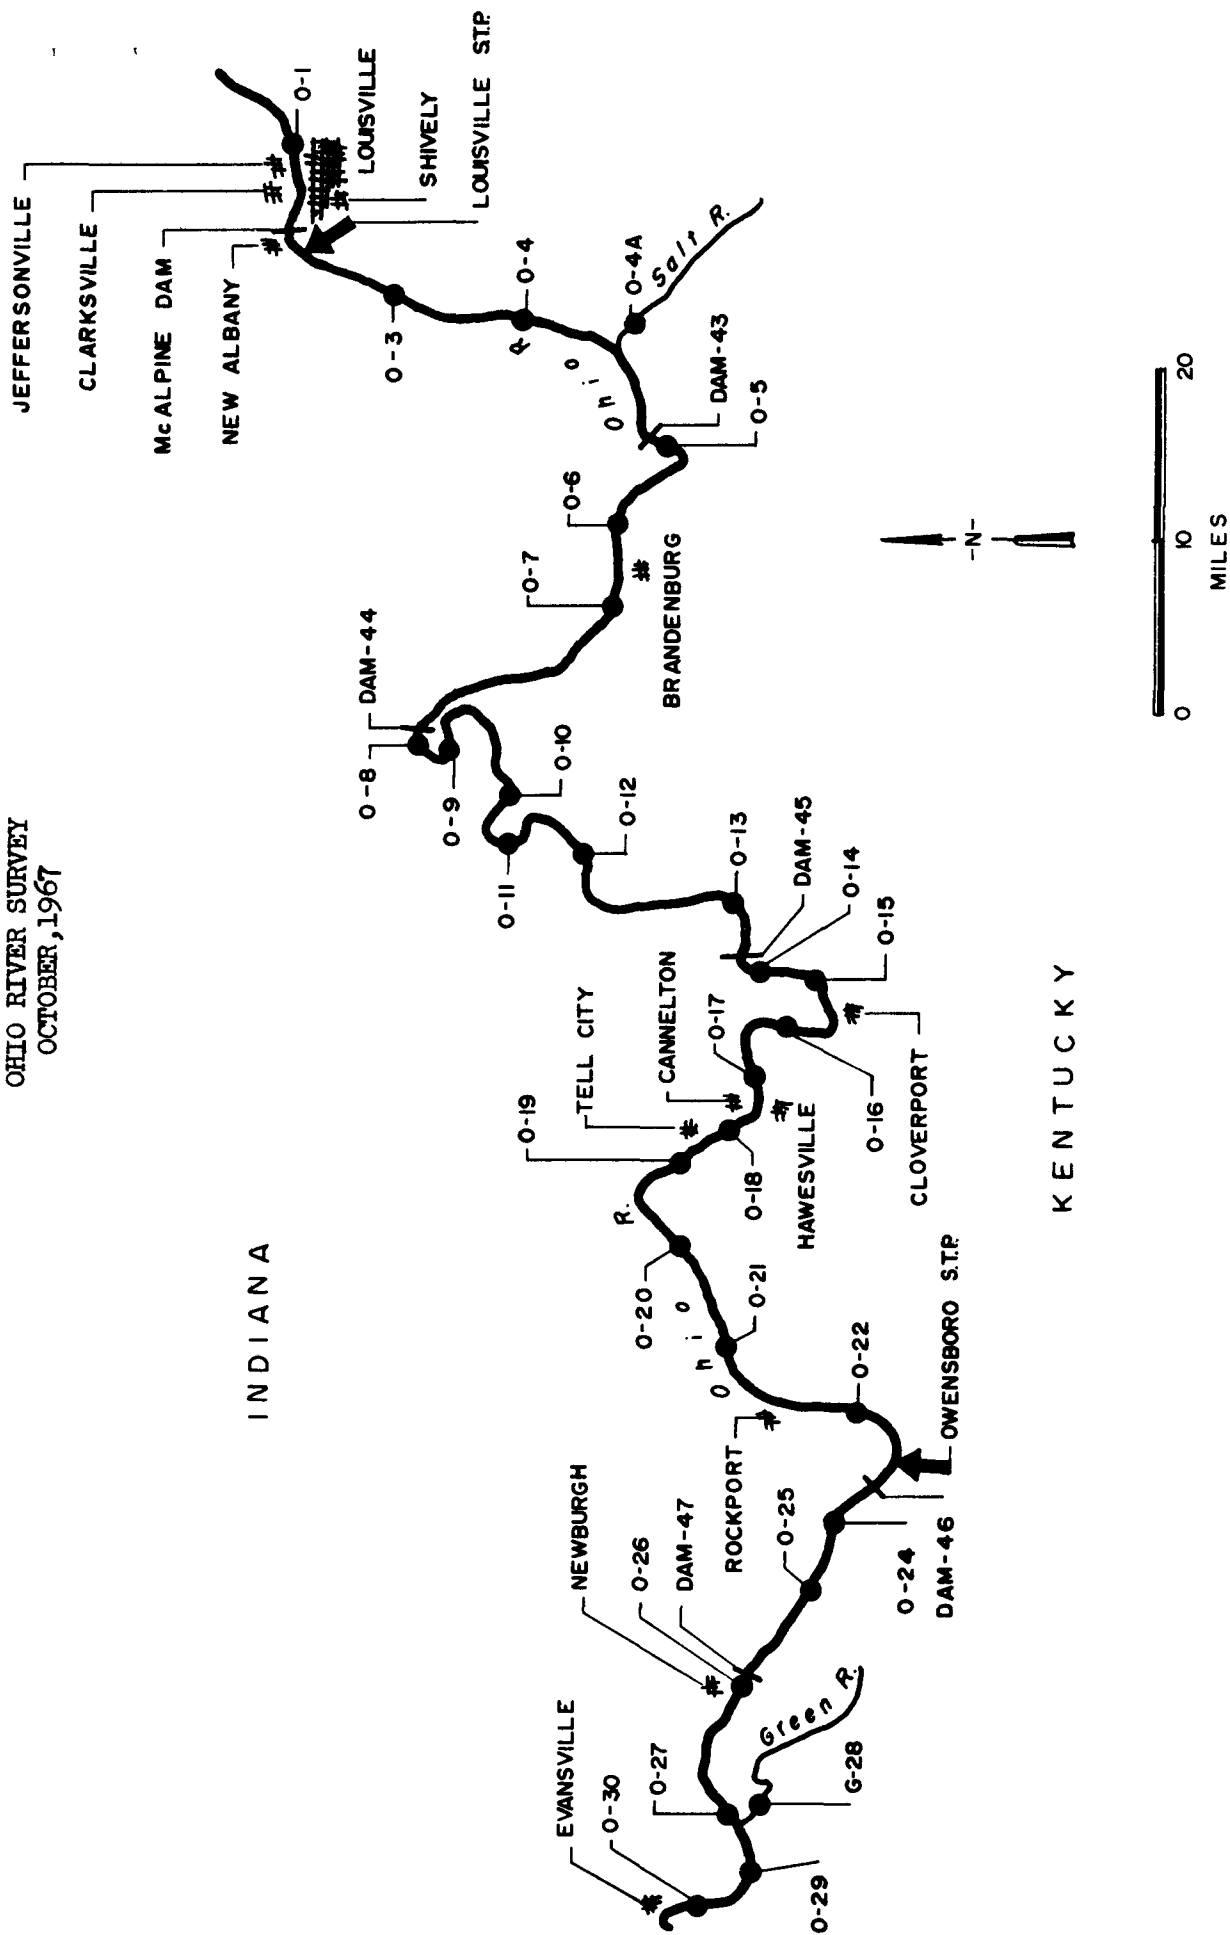 OHIO RIVER SURVEY
OCTOBER, 1967
JEFFERSONVILLE
CLARKSVILLE
McALPINE DAM
NEW ALBANY
O-1
LOUISVILLE
SHIVELY
LOUISVILLE S.T.P.
O-3
O-4
O-4A
Salt R.
Ohio R.
DAM-43
O-5
O-6
O-7
BRANDENBURG
DAM-44
O-8
O-9
O-10
O-11
O-12
O-13
DAM-45
O-14
O-15
CLOVERPORT
O-16
O-17
CANNELTON
TELL CITY
HAWESVILLE
O-18
O-19
Ohio R.
O-20
O-21
ROCKPORT
O-22
OWENSBORO S.T.P.
DAM-46
O-24
O-25
DAM-47
O-26
NEWBURGH
O-27
Green R.
G-28
O-29
O-30
EVANSVILLE
INDIANA
KENTUCKY
-N-
0 10 20
MILES